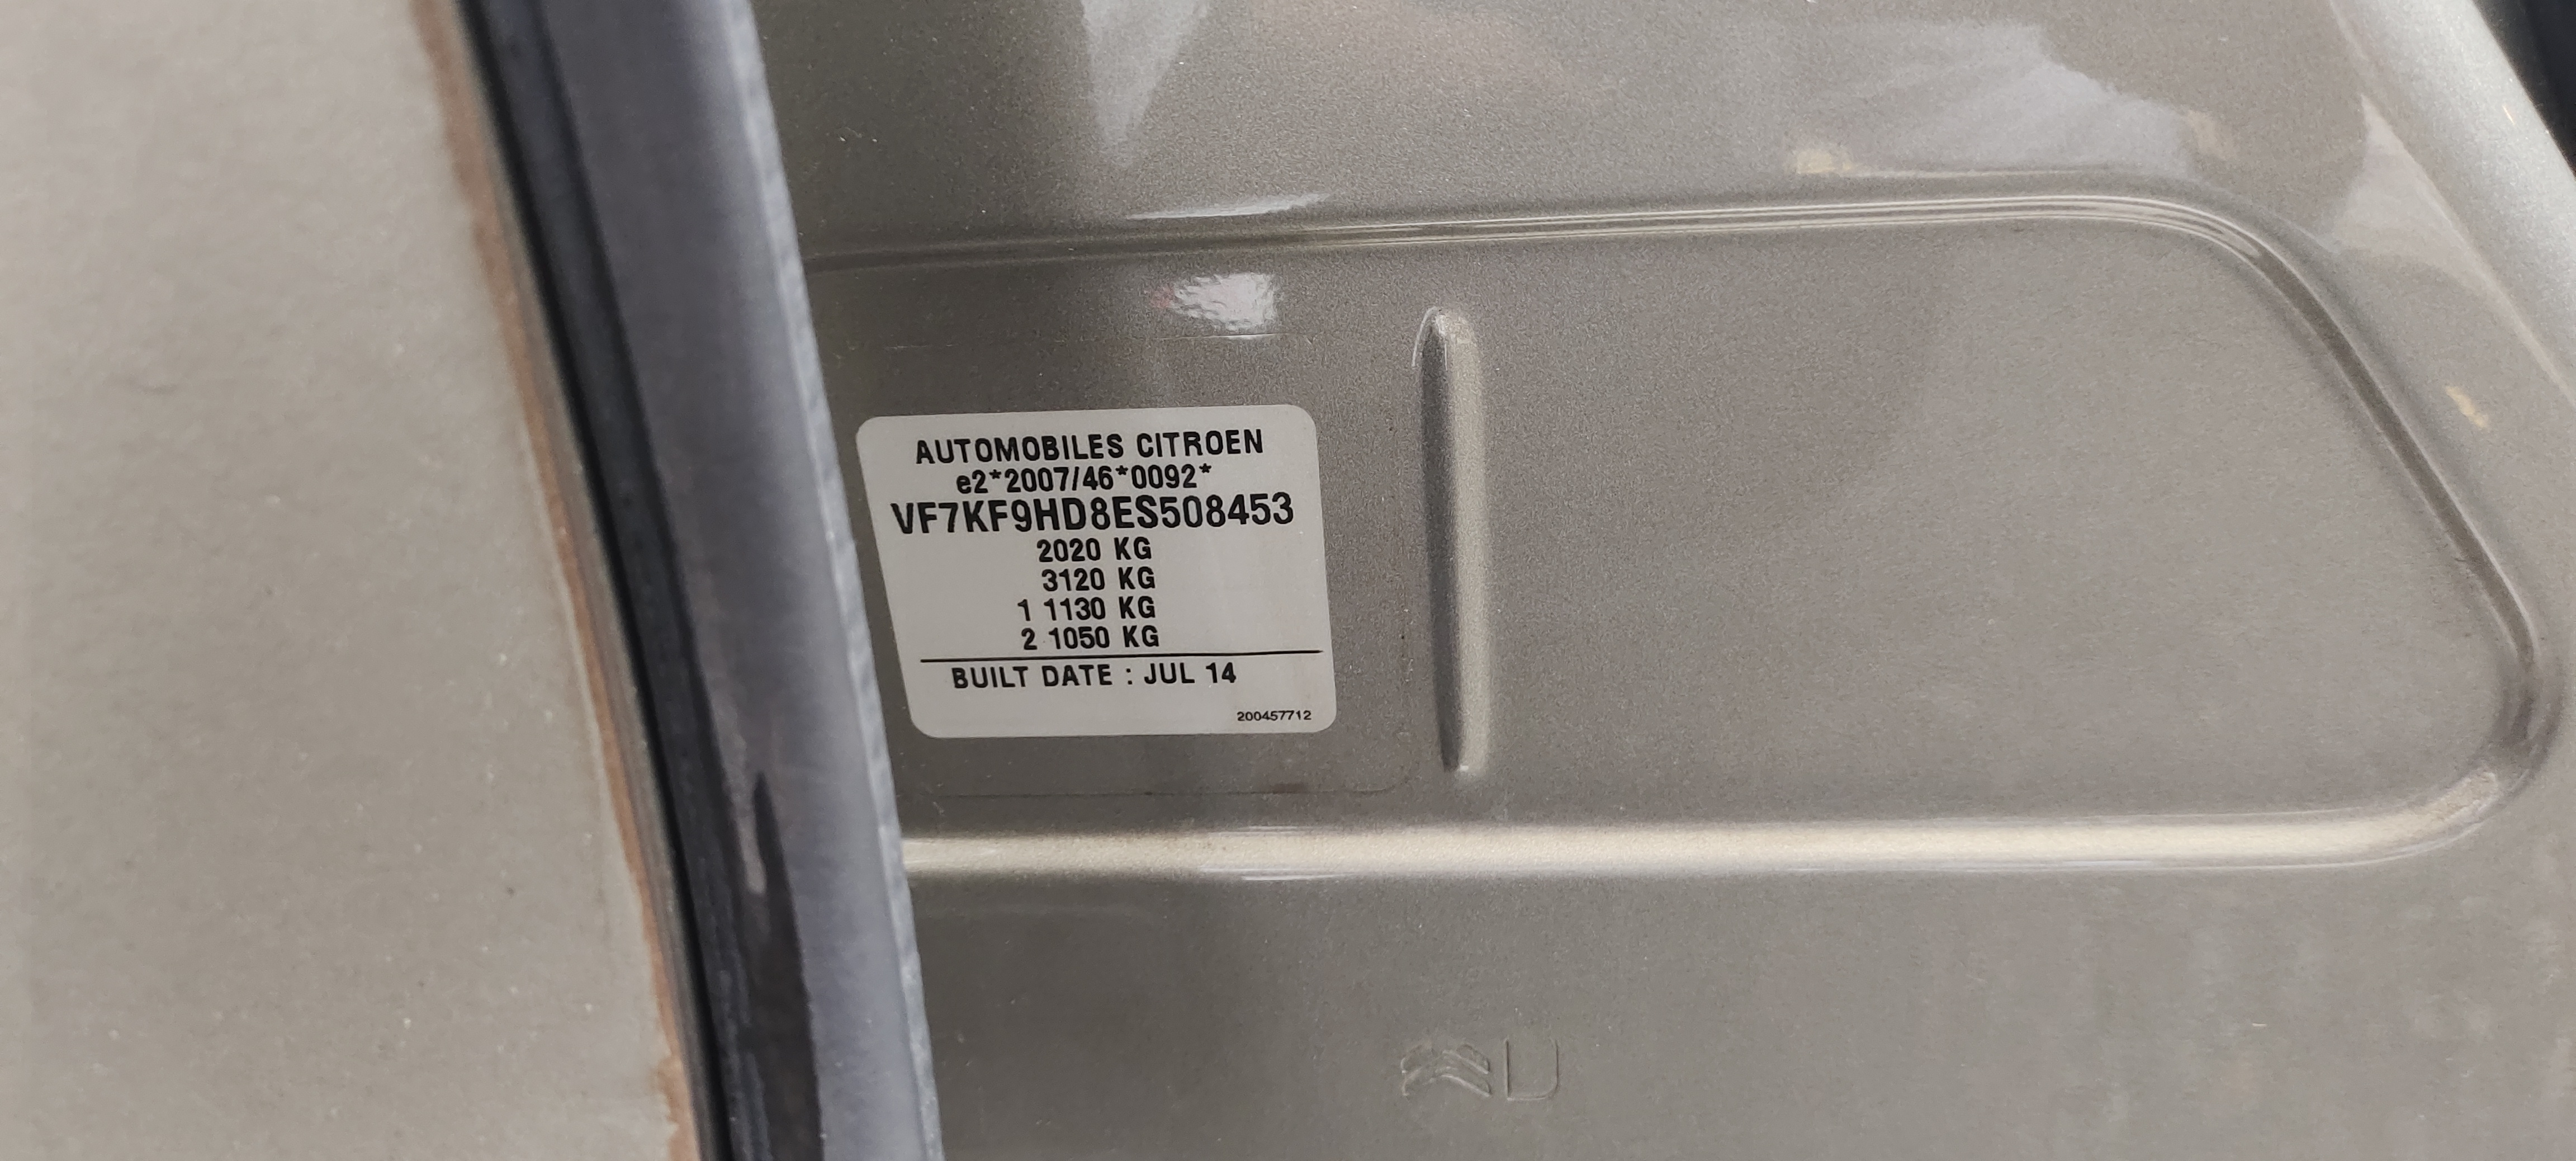 AUTOMOBILES CITROEN
e2*2007/46*0092*
VF7KF9HD8ES508453
2020 KG
3120 KG
1 1130 KG
2 1050 KG
BUILT DATE : JUL 14
200457712
U